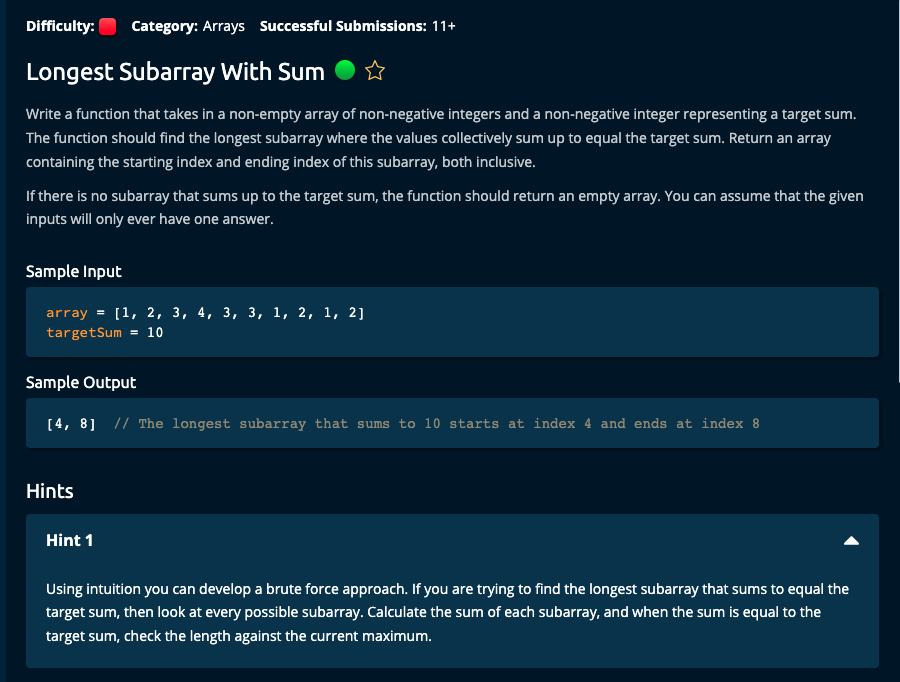 Difficulty: Category: Arrays Successful Submissions: 11+
Longest Subarray With Sum
Write a function that takes in a non-empty array of non-negative integers and a non-negative integer representing a target sum.
The function should find the longest subarray where the values collectively sum up to equal the target sum. Return an array
containing the starting index and ending index of this subarray, both inclusive.
If there is no subarray that sums up to the target sum, the function should return an empty array. You can assume that the given
inputs will only ever have one answer.
Sample Input
array = [1, 2, 3, 4, 3, 3, 1, 2, 1, 2]
targetSum = 10
Sample Output
[4, 8] // The longest subarray that sums to 10 starts at index 4 and ends at index 8
Hints
Hint 1
Using intuition you can develop a brute force approach. If you are trying to find the longest subarray that sums to equal the
target sum, then look at every possible subarray. Calculate the sum of each subarray, and when the sum is equal to the
target sum, check the length against the current maximum.